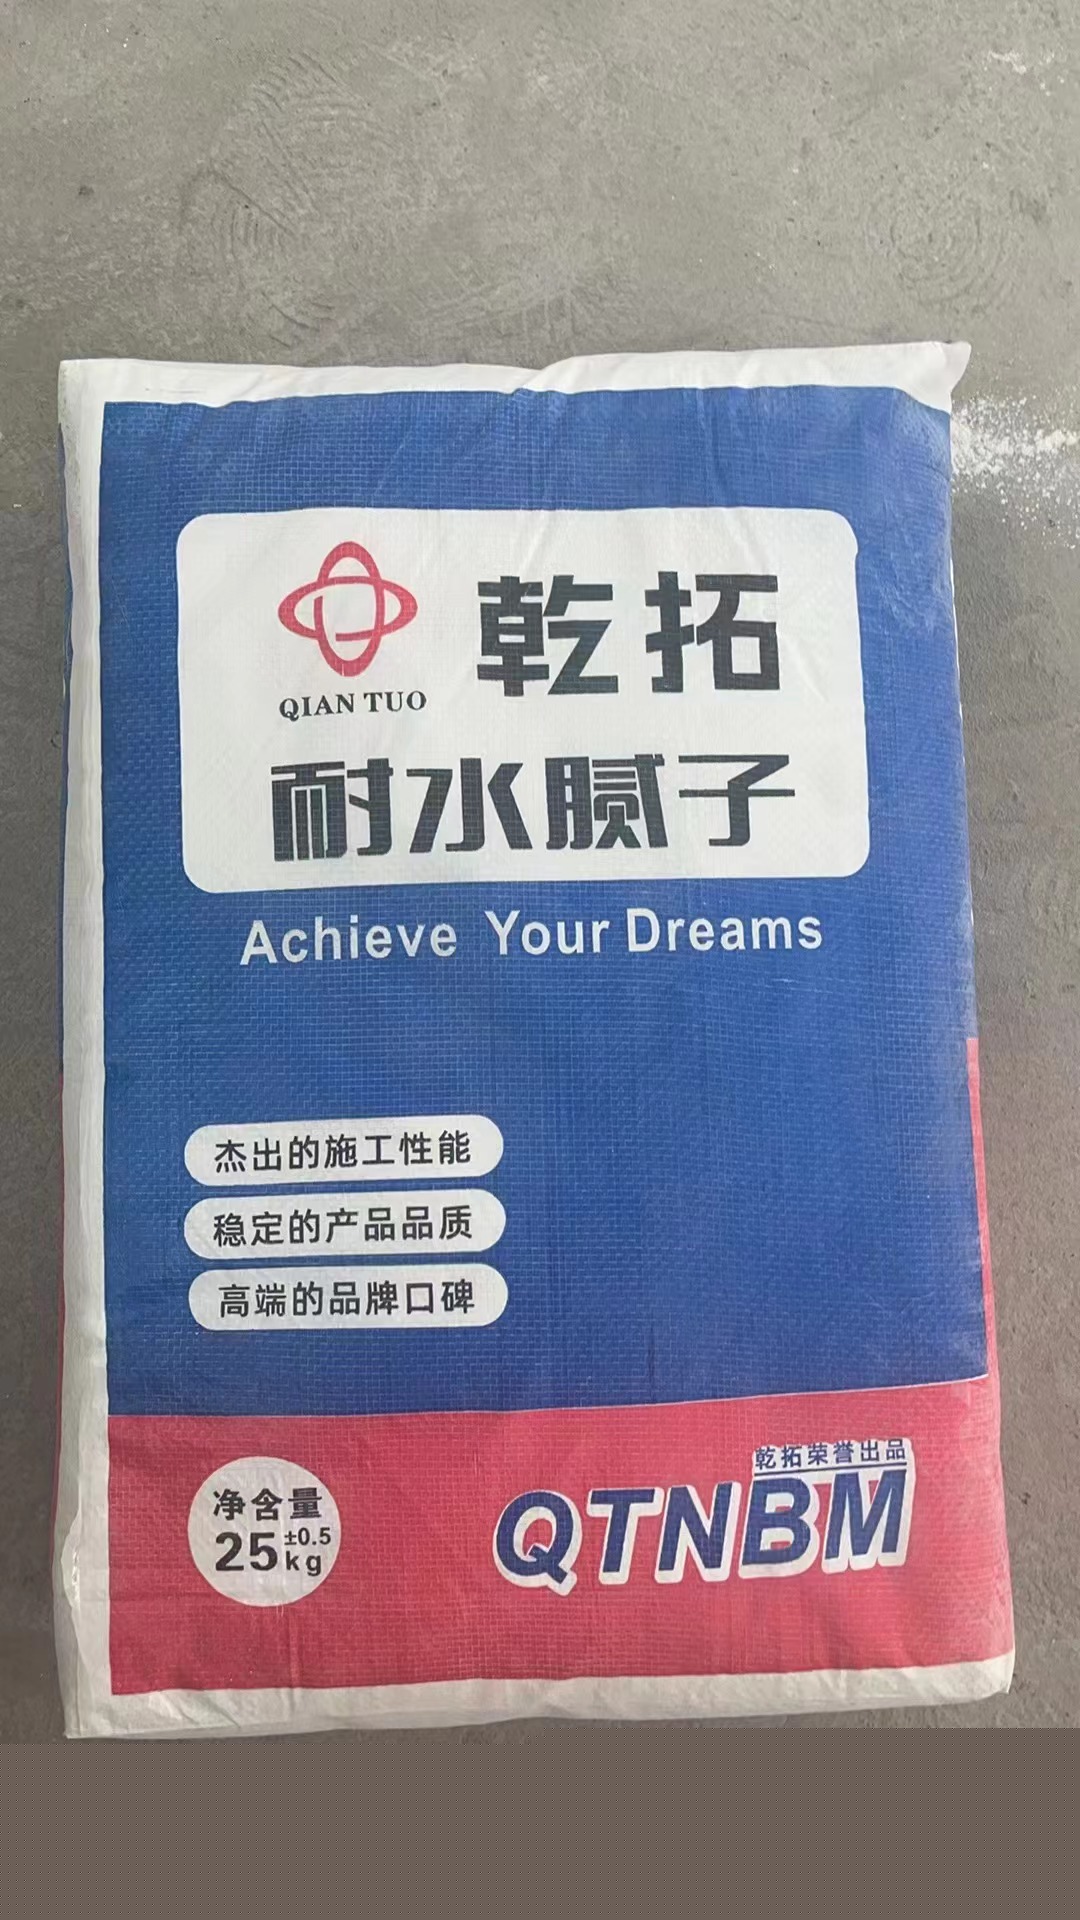 乾拓
QIAN TUO
耐水腻子
Achieve Your Dreams
杰出的施工性能
稳定的产品品质
高端的品牌口碑
净含量
25±0.5kg
乾拓荣誉出品
QTNBM